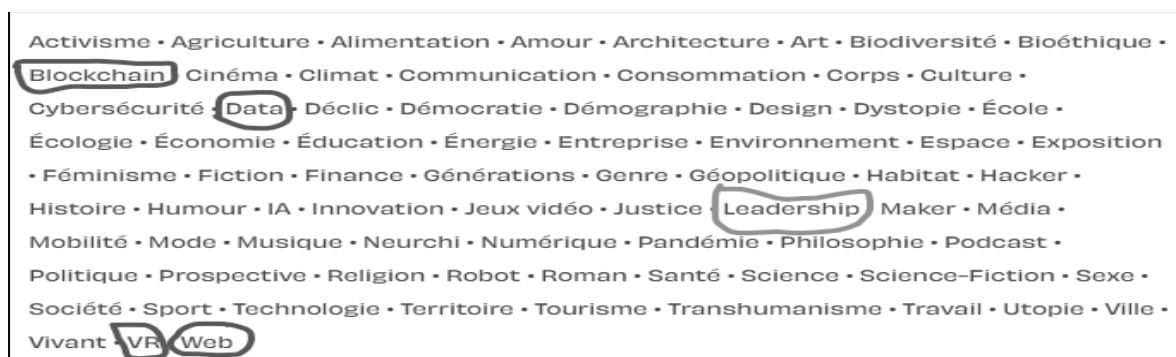 Activisme • Agriculture • Alimentation • Amour • Architecture • Art • Biodiversité • Bioéthique •
Blockchain Cinéma • Climat • Communication • Consommation • Corps • Culture •
Cybersécurité • Data • Déclic • Démocratie • Démographie • Design • Dystopie • École •
Écologie • Économie • Éducation • Énergie • Entreprise • Environnement • Espace • Exposition
• Féminisme • Fiction • Finance • Générations • Genre • Géopolitique • Habitat • Hacker •
Histoire • Humour • IA • Innovation • Jeux vidéo • Justice • Leadership Maker • Média •
Mobilité • Mode • Musique • Neurchi • Numérique • Pandémie • Philosophie • Podcast •
Politique • Prospective • Religion • Robot • Roman • Santé • Science • Science-Fiction • Sexe •
Société • Sport • Technologie • Territoire • Tourisme • Transhumanisme • Travail • Utopie • Ville •
Vivant • VR Web